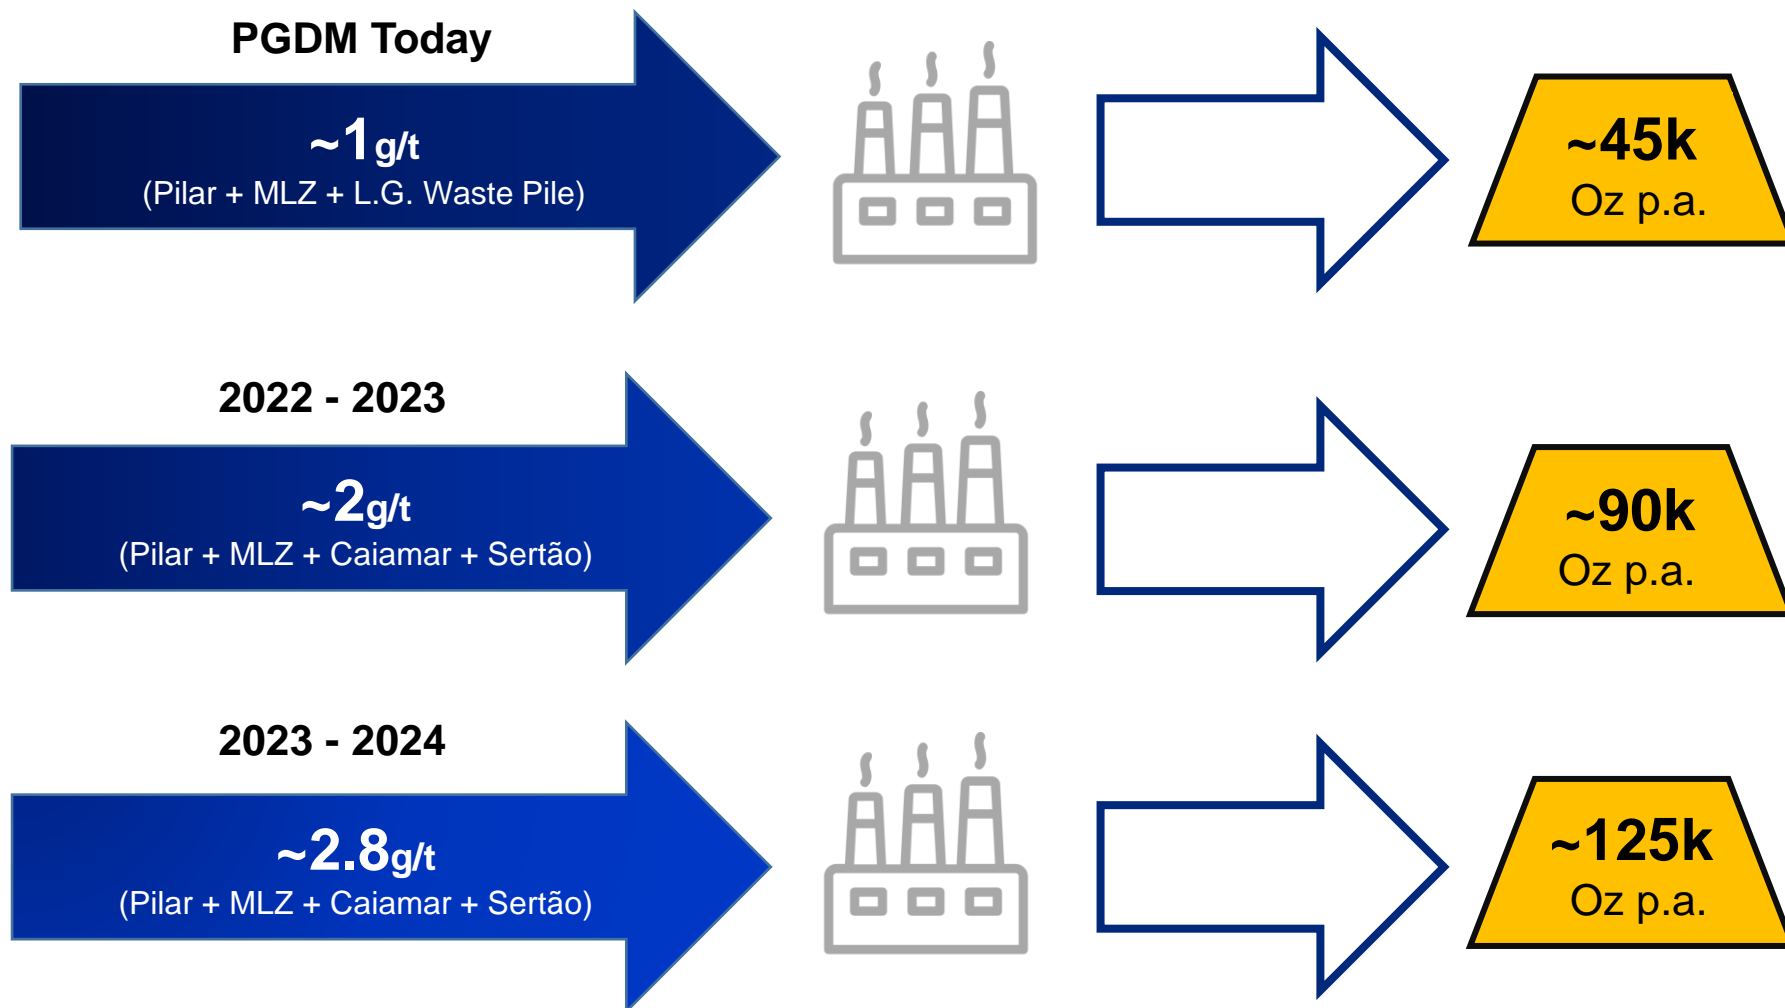 PGDM Today
~1g/t
(Pilar + MLZ + L.G. Waste Pile)
~45k
Oz p.a.
2022 - 2023
~2g/t
(Pilar + MLZ + Caiamar + Sertão)
~90k
Oz p.a.
2023 - 2024
~2.8g/t
(Pilar + MLZ + Caiamar + Sertão)
~125k
Oz p.a.